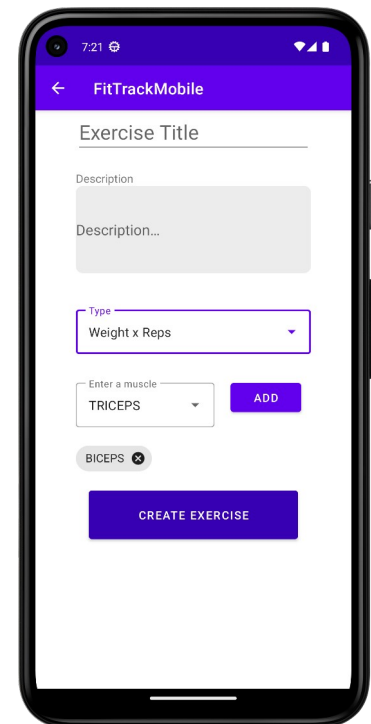 7:21
FitTrackMobile
Exercise Title
Description
Description...
Type
Weight x Reps
Enter a muscle
TRICEPS
ADD
BICEPS
CREATE EXERCISE